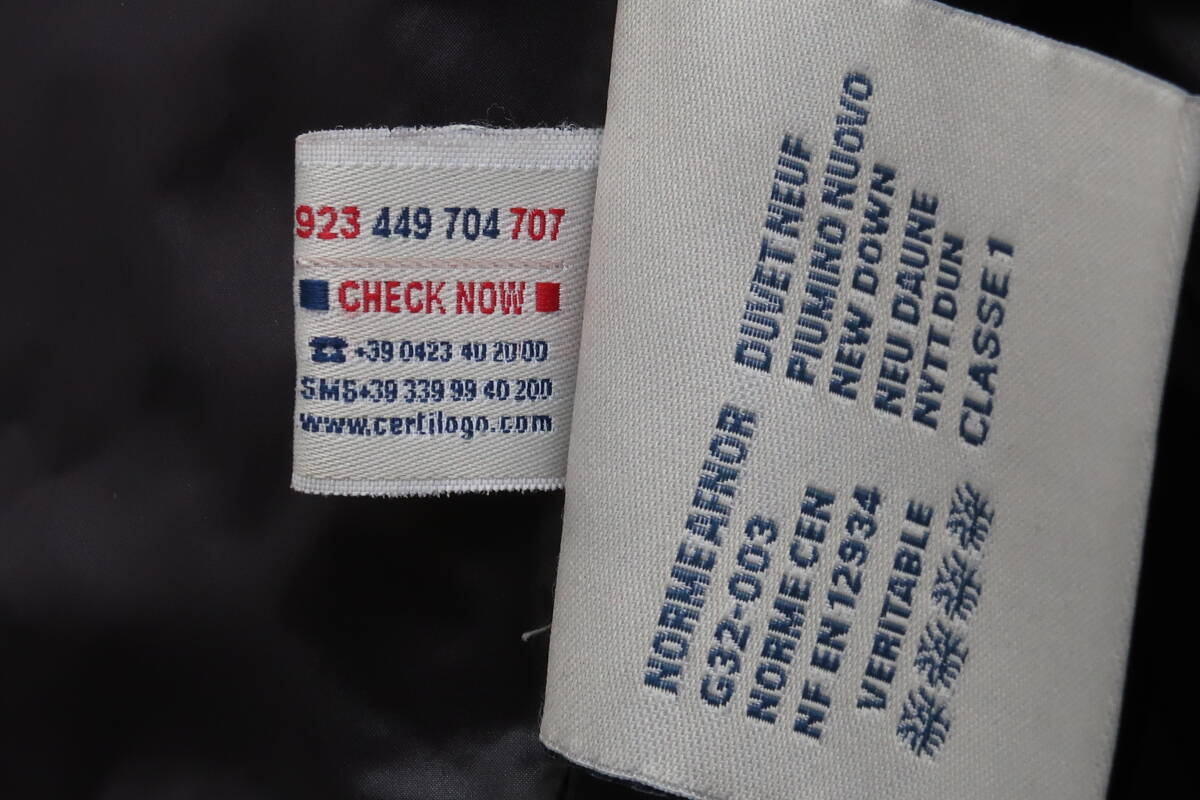 923 449 704 707
CHECK NOW
+39 0423 40 20 00
SMS+39 339 99 40 200
www.certilogo.com
DUVET NEUF
PIUMINO NUOVO
NEW DOWN
NEU DAUNE
NYTT DUN
CLASSE 1
NORME AFNOR
G32-003
NORME CEN
NF EN 12934
VERITABLE